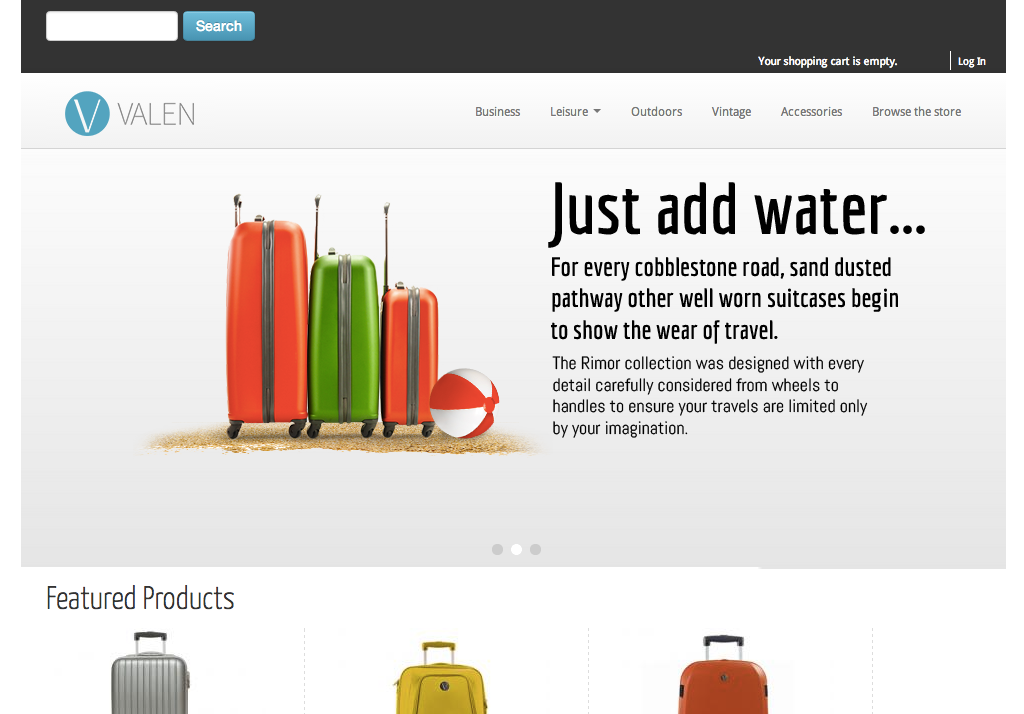 Search
Your shopping cart is empty.
Log In
V VALEN
Business
Leisure
Outdoors
Vintage
Accessories
Browse the store
Just add water...
For every cobblestone road, sand dusted
pathway other well worn suitcases begin
to show the wear of travel.
The Rimor collection was designed with every
detail carefully considered from wheels to
handles to ensure your travels are limited only
by your imagination.
Featured Products